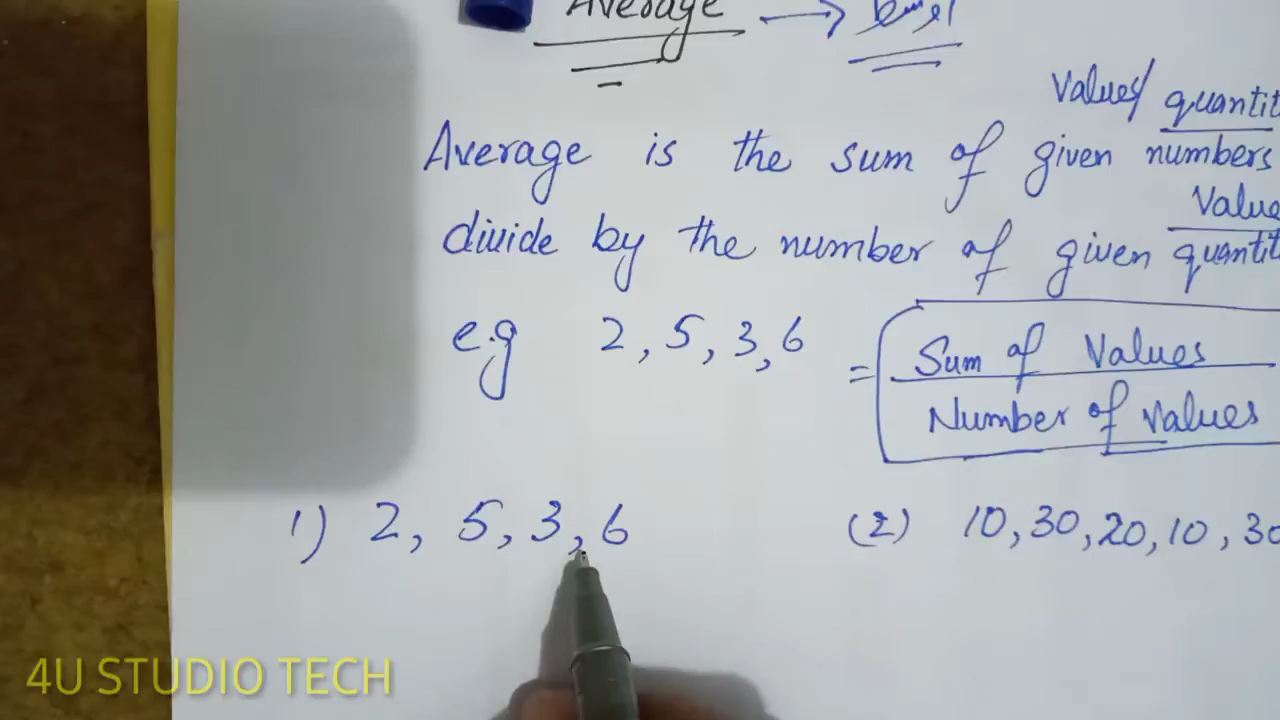 Average → اوسط
Values/ quantit
Average is the sum of given numbers
Value
divide by the number of given quantit
e.g 2, 5, 3, 6 = Sum of Values
Number of values
1) 2, 5, 3, 6 (2) 10, 30, 20, 10, 30
4U STUDIO TECH